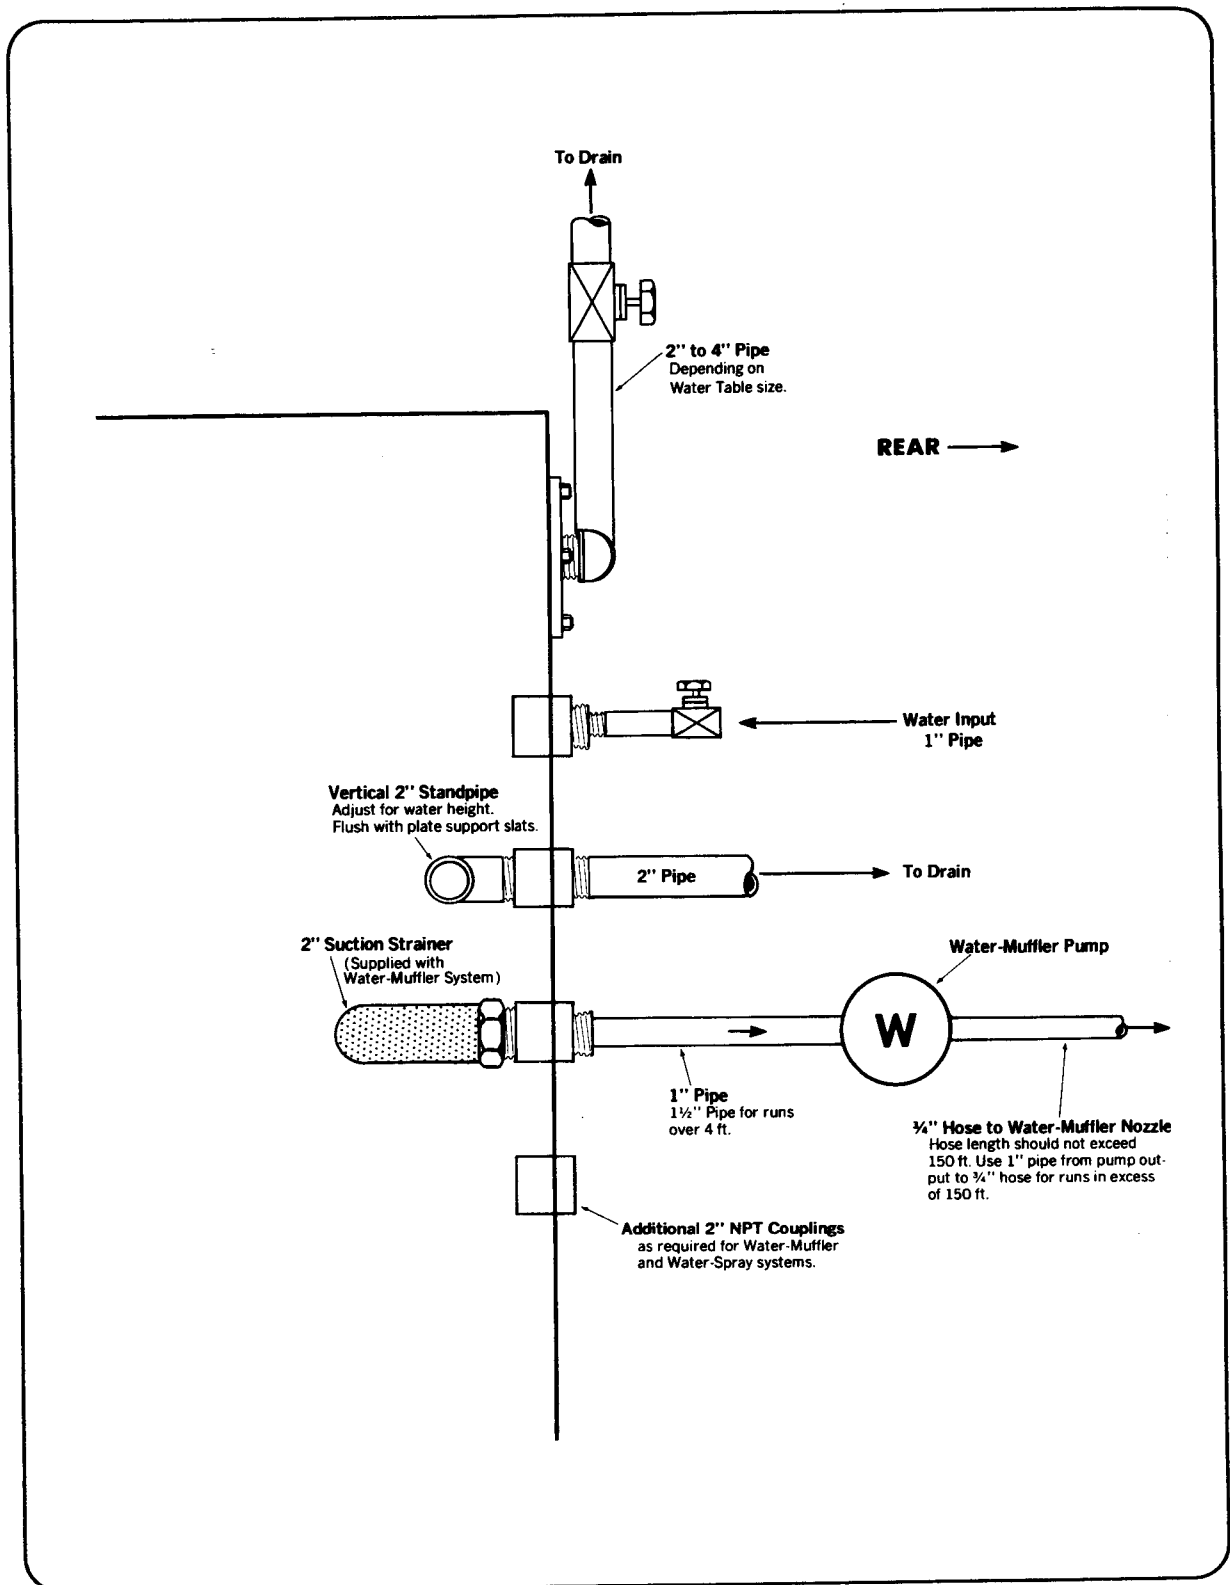 To Drain
2" to 4" Pipe
Depending on
Water Table size.
REAR
Water Input
1" Pipe
Vertical 2" Standpipe
Adjust for water height.
Flush with plate support slats.
2" Pipe
To Drain
2" Suction Strainer
(Supplied with
Water-Muffler System)
Water-Muffler Pump
W
1" Pipe
1½" Pipe for runs
over 4 ft.
¾" Hose to Water-Muffler Nozzle
Hose length should not exceed
150 ft. Use 1" pipe from pump out-
put to ¾" hose for runs in excess
of 150 ft.
Additional 2" NPT Couplings
as required for Water-Muffler
and Water-Spray systems.